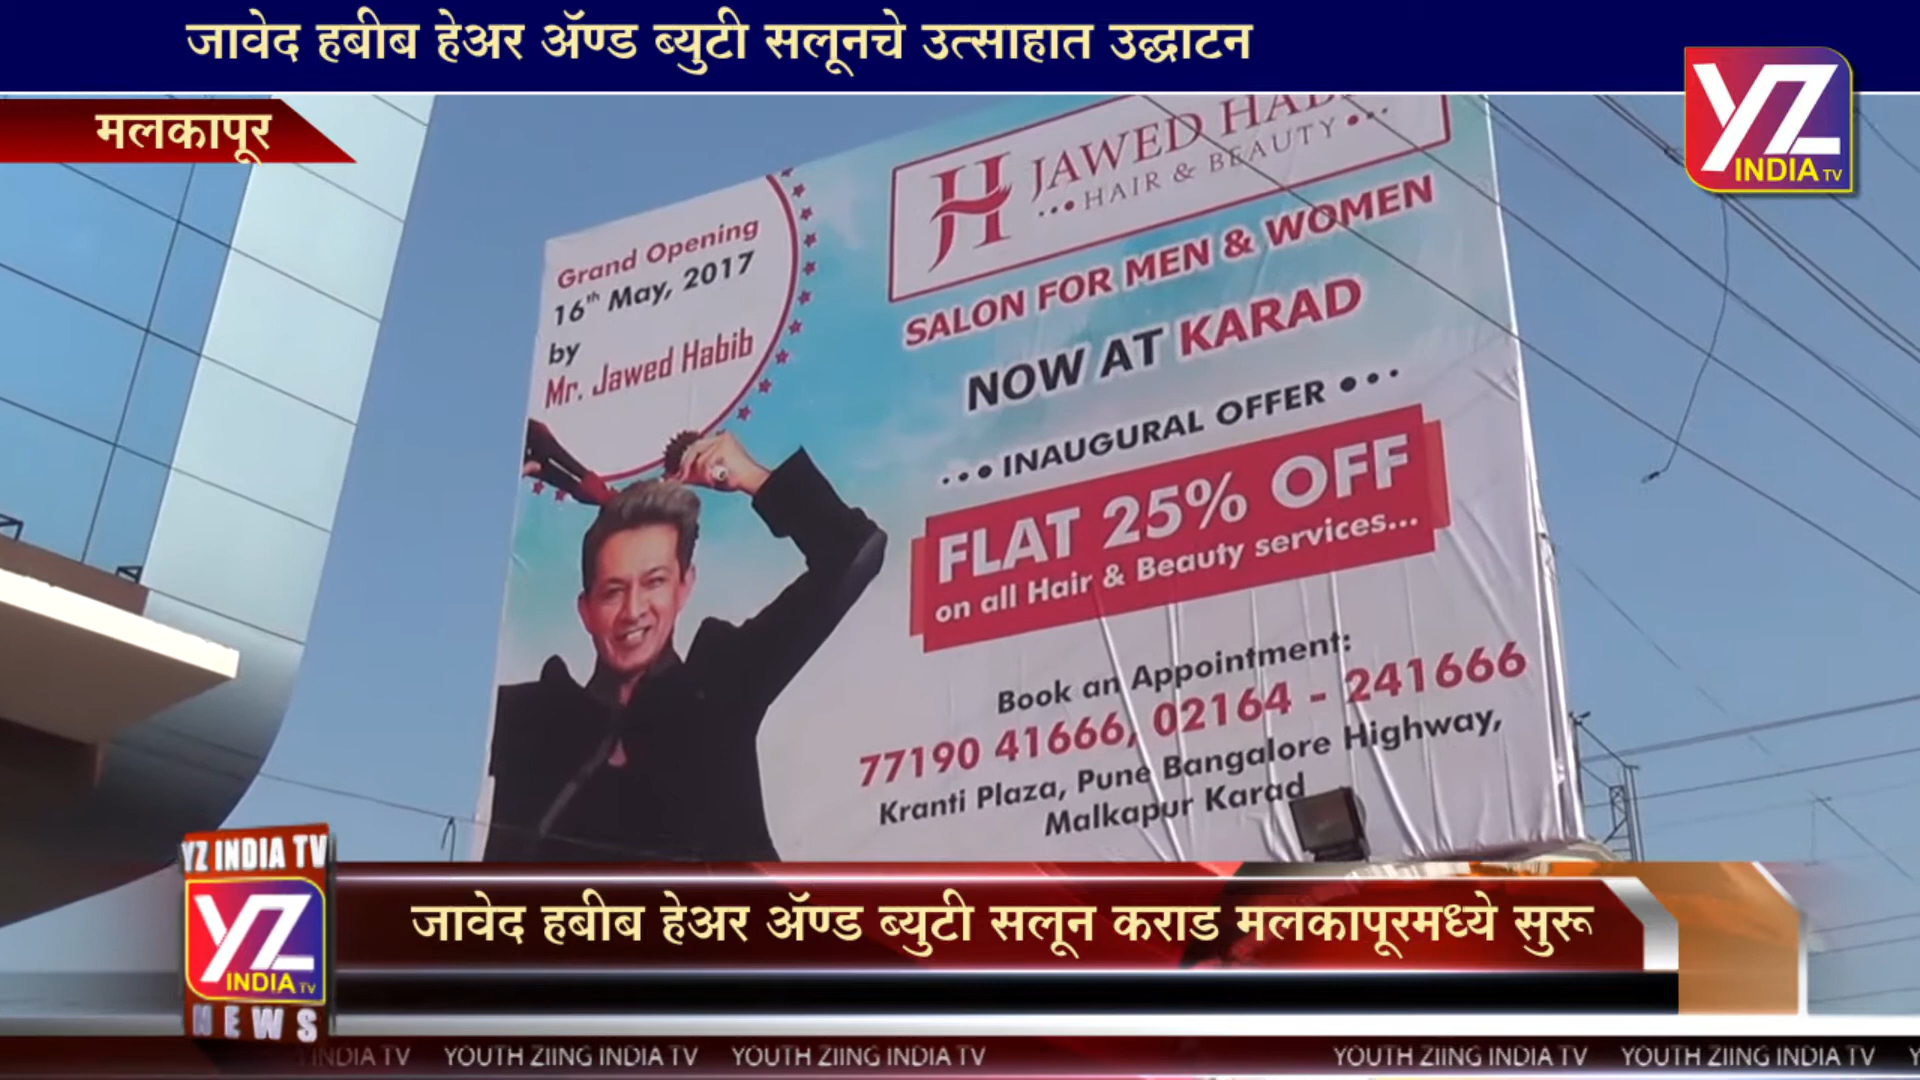 जावेद हबीब हेअर ॲण्ड ब्युटी सलूनचे उत्साहात उद्घाटन
मलकापूर
YZ
INDIA TV
Grand Opening
16th May, 2017
by
Mr. Jawed Habib
JH
JAWED
•••HAIR & BEAUTY•••
SALON FOR MEN & WOMEN
NOW AT KARAD
•••INAUGURAL OFFER•••
FLAT 25% OFF
on all Hair & Beauty services...
Book an Appointment:
77190 41666, 02164 - 241666
Kranti Plaza, Pune Bangalore Highway,
Malkapur Karad
YZ INDIA TV
YZ
INDIA TV
NEWS
जावेद हबीब हेअर ॲण्ड ब्युटी सलून कराड मलकापूरमध्ये सुरू
INDIA TV YOUTH ZIING INDIA TV YOUTH ZIING INDIA TV YOUTH ZIING INDIA TV YOUTH ZIING INDIA TV